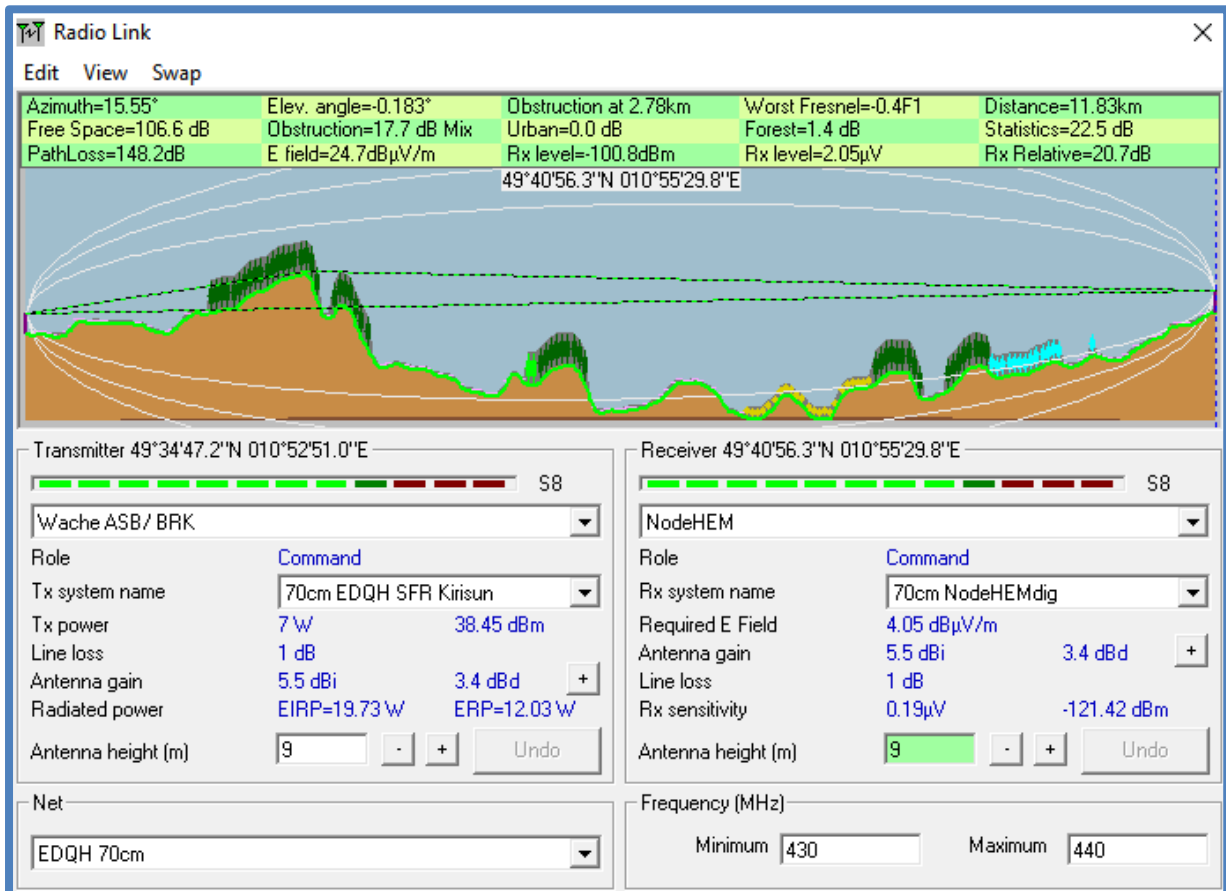 Radio Link
Edit View Swap
Azimuth=15.55° Elev. angle=-0.183° Obstruction at 2.78km Worst Fresnel=-0.4F1 Distance=11.83km
Free Space=106.6 dB Obstruction=17.7 dB Mix Urban=0.0 dB Forest=1.4 dB Statistics=22.5 dB
PathLoss=148.2dB E field=24.7dBµV/m Rx level=-100.8dBm Rx level=2.05µV Rx Relative=20.7dB
49°40'56.3"N 010°55'29.8"E
Transmitter 49°34'47.2"N 010°52'51.0"E
S8
Wache ASB/ BRK
Role Command
Tx system name 70cm EDQH SFR Kirisun
Tx power 7 W 38.45 dBm
Line loss 1 dB
Antenna gain 5.5 dBi 3.4 dBd +
Radiated power EIRP=19.73 W ERP=12.03 W
Antenna height (m) 9 - + Undo
Receiver 49°40'56.3"N 010°55'29.8"E
S8
NodeHEM
Role Command
Rx system name 70cm NodeHEMdig
Required E Field 4.05 dBµV/m
Antenna gain 5.5 dBi 3.4 dBd +
Line loss 1 dB
Rx sensitivity 0.19µV -121.42 dBm
Antenna height (m) 9 - + Undo
Net
EDQH 70cm
Frequency (MHz)
Minimum 430 Maximum 440